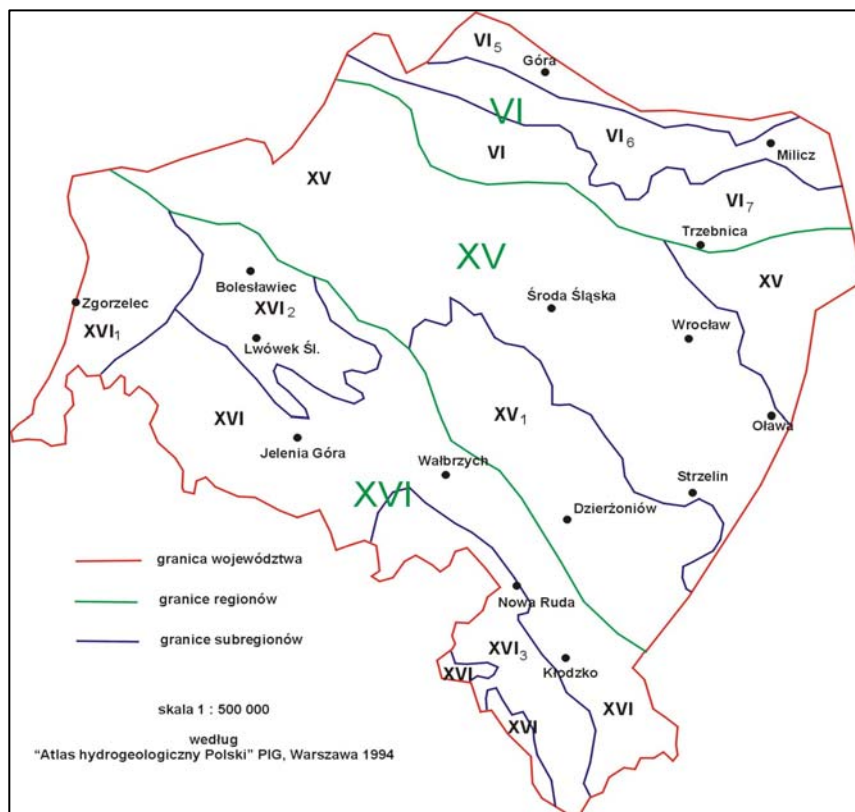 VI5
Góra
VI
VI6
VI
Milicz
XV
VI7
Trzebnica
XV
XV
Bolesławiec
Środa Śląska
Zgorzelec
XVI2
Wrocław
XVI1
Lwówek Śl.
XVI
XV1
Oława
Jelenia Góra
Wałbrzych
Strzelin
XVI
Dzierżoniów
granica województwa
granice regionów
Nowa Ruda
granice subregionów
XVI3
XVI
Kłodzko
XVI
XVI
skala 1 : 500 000
według
"Atlas hydrogeologiczny Polski" PIG, Warszawa 1994